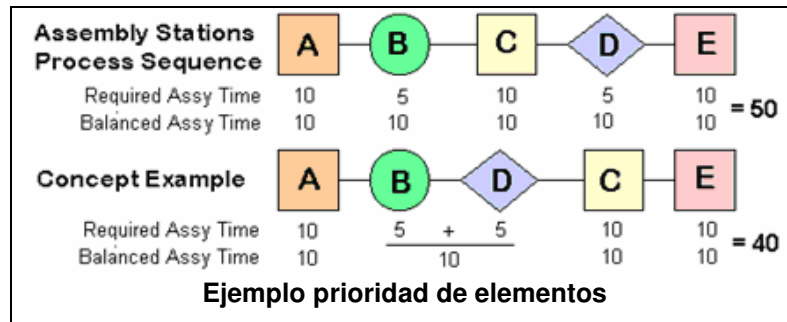 Assembly Stations
Process Sequence
A B C D E
Required Assy Time 10 5 10 5 10
Balanced Assy Time 10 10 10 10 10
= 50
Concept Example A B D C E
Required Assy Time 10 5 + 5 10 10
Balanced Assy Time 10 10 10 10
= 40
Ejemplo prioridad de elementos